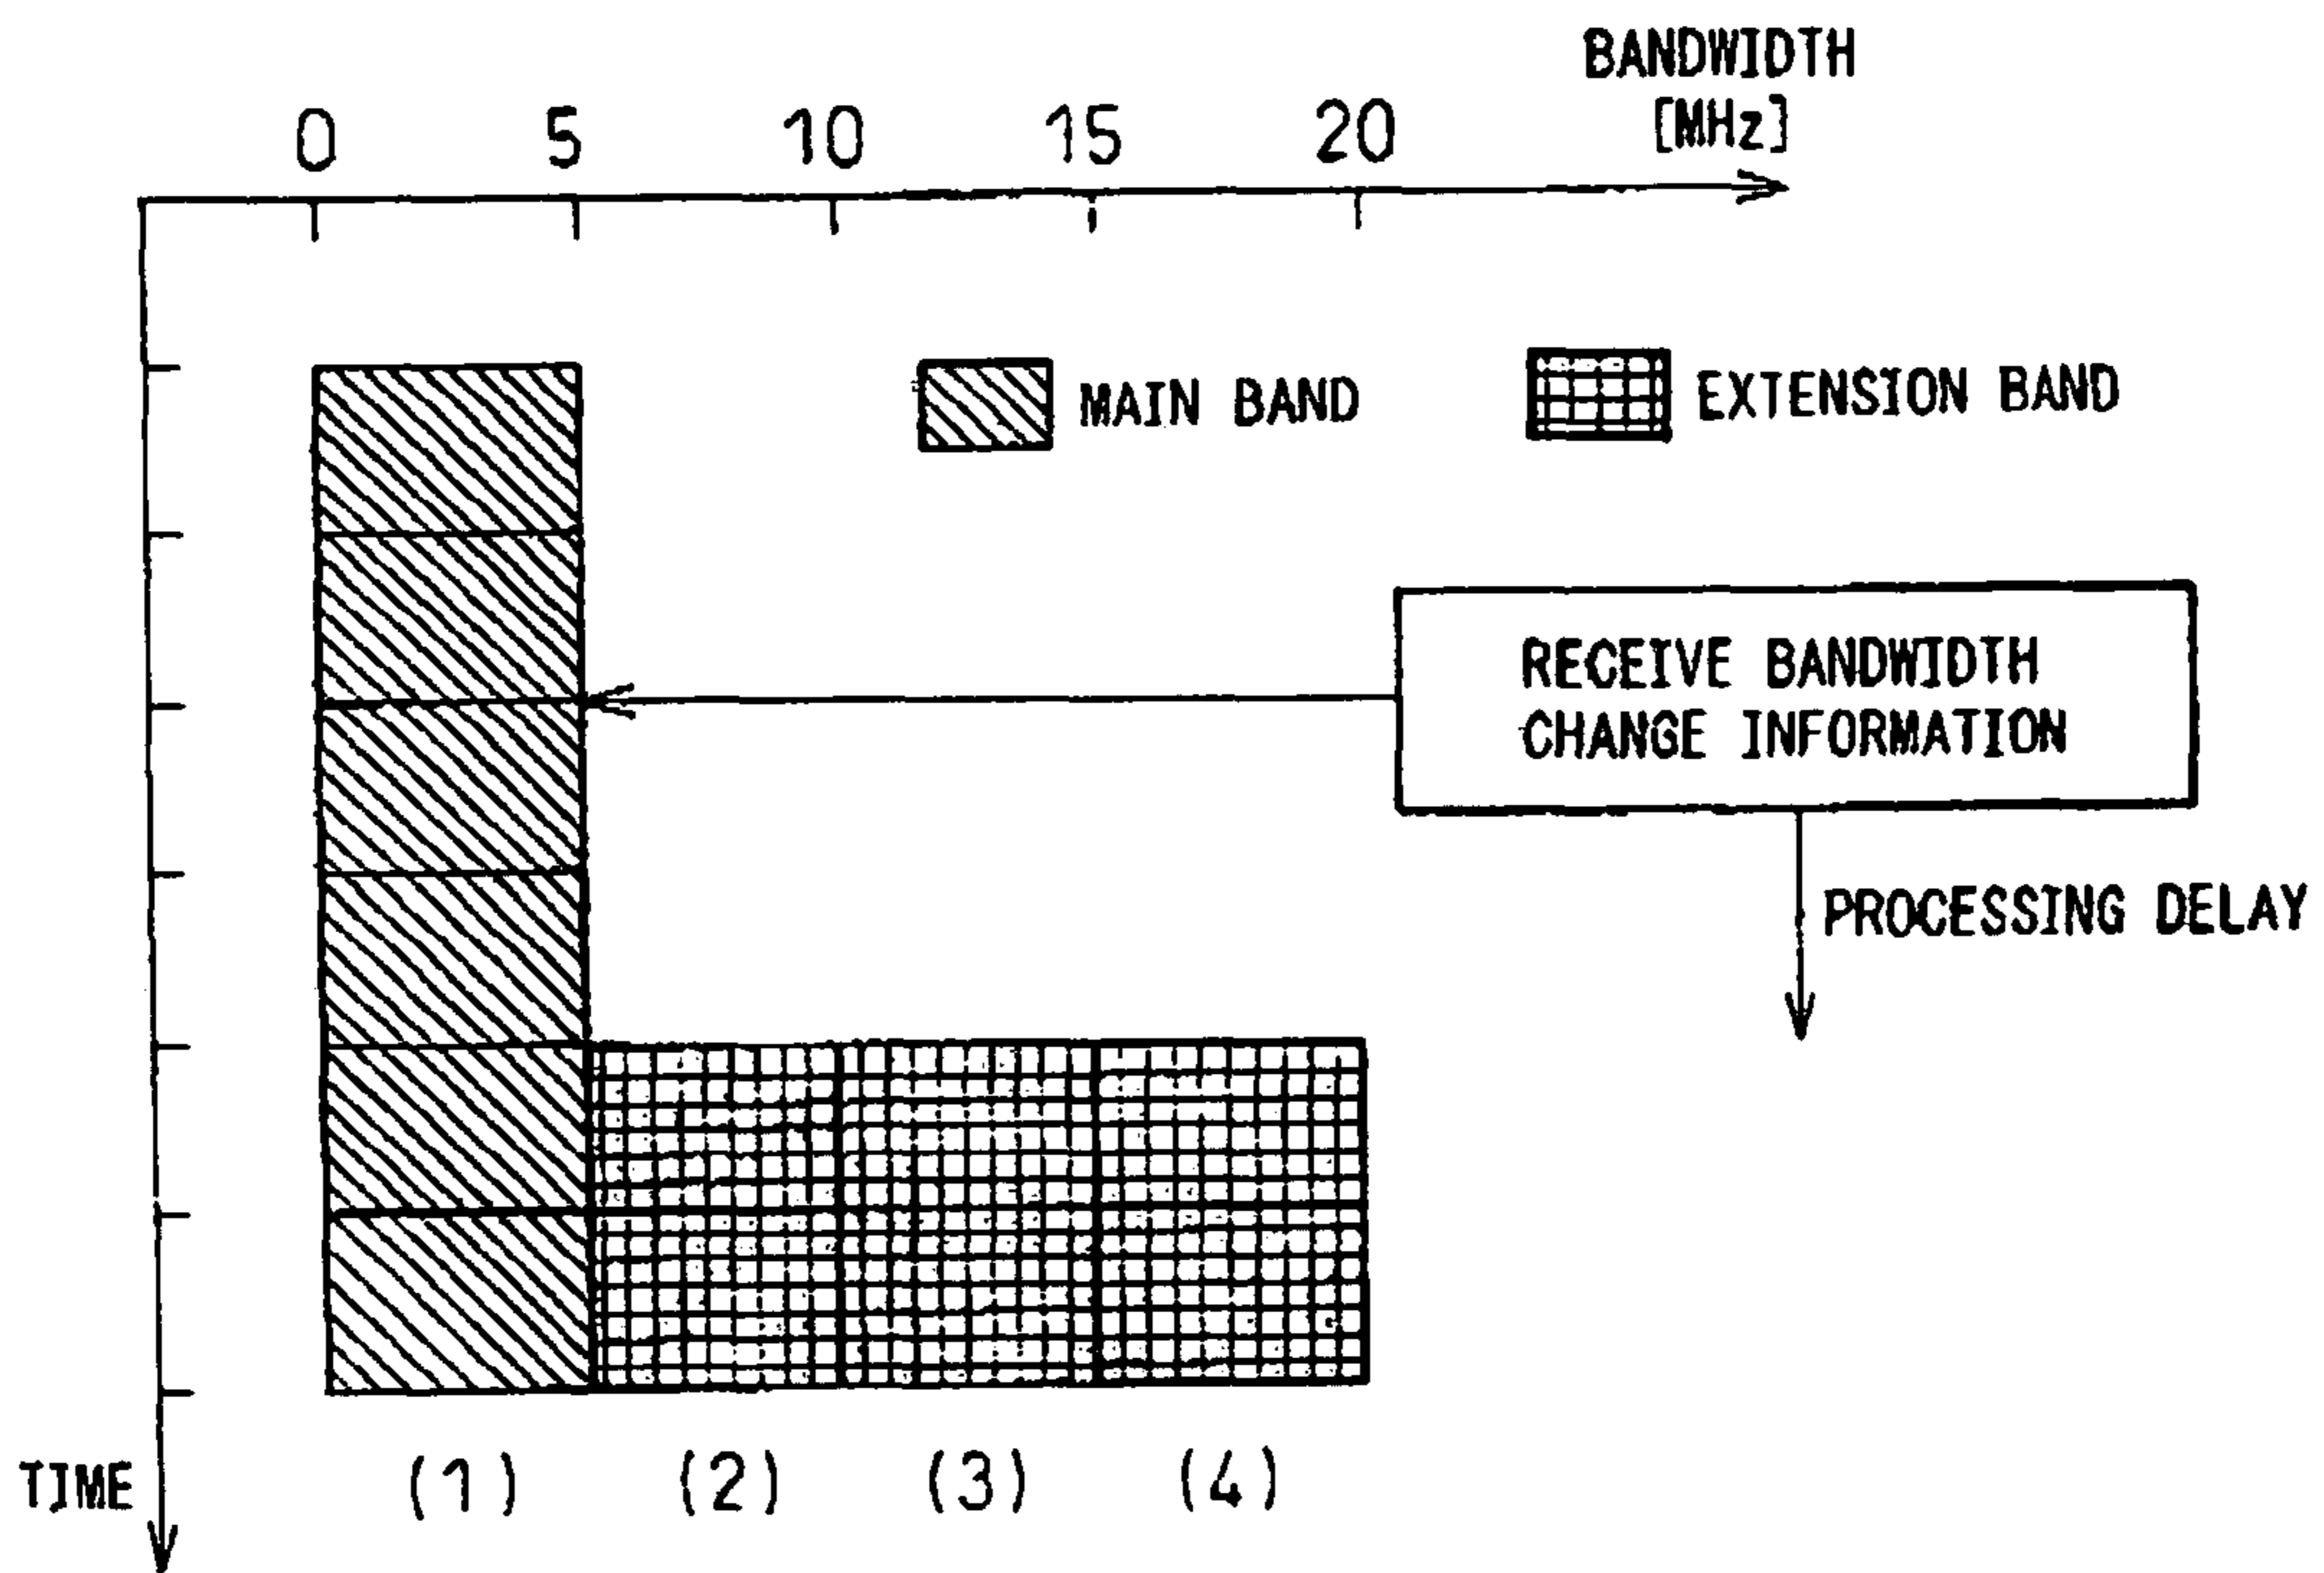 BANDWIDTH
[MHz]
0 5 10 15 20
MAIN BAND
EXTENSION BAND
RECEIVE BANDWIDTH
CHANGE INFORMATION
PROCESSING DELAY
TIME
(1) (2) (3) (4)